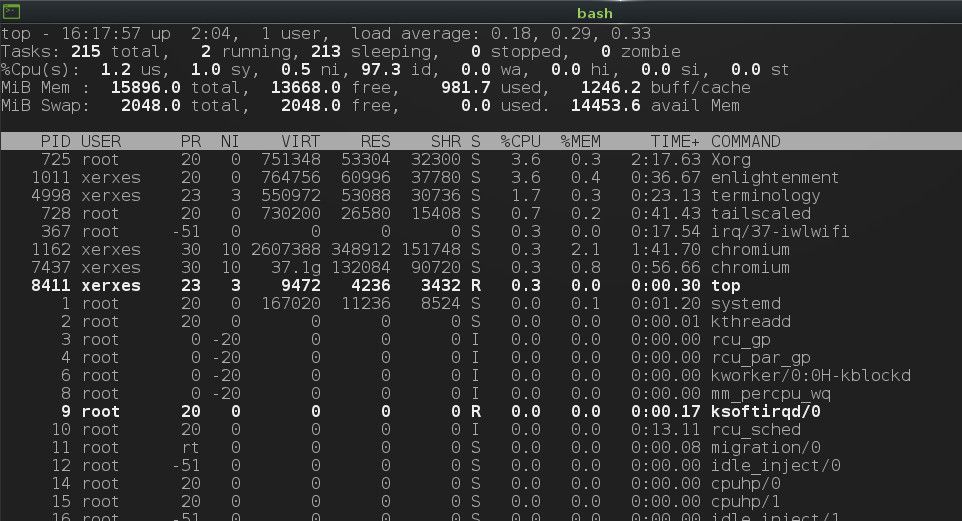 bash
top - 16:17:57 up  2:04,  1 user,  load average: 0.18, 0.29, 0.33
Tasks: 215 total,   2 running, 213 sleeping,   0 stopped,   0 zombie
%Cpu(s):  1.2 us,  1.0 sy,  0.5 ni, 97.3 id,  0.0 wa,  0.0 hi,  0.0 si,  0.0 st
MiB Mem :  15896.0 total,  13668.0 free,    981.7 used,   1246.2 buff/cache
MiB Swap:   2048.0 total,   2048.0 free,      0.0 used.  14453.6 avail Mem
    PID USER      PR  NI    VIRT    RES    SHR S  %CPU  %MEM     TIME+ COMMAND
    725 root      20   0  751348  53304  32300 S   3.6   0.3   2:17.63 Xorg
   1011 xerxes    20   0  764756  60996  37780 S   3.6   0.4   0:36.67 enlightenment
   4998 xerxes    23   3  550972  53088  30736 S   1.7   0.3   0:23.13 terminology
    728 root      20   0  730200  26580  15408 S   0.7   0.2   0:41.43 tailscaled
    367 root     -51   0       0      0      0 S   0.3   0.0   0:17.54 irq/37-iwlwifi
   1162 xerxes    30  10 2607388 348912 151748 S   0.3   2.1   1:41.70 chromium
   7437 xerxes    30  10   37.1g 132084  90720 S   0.3   0.8   0:56.66 chromium
   8411 xerxes    23   3    9472   4236   3432 R   0.3   0.0   0:00.30 top
      1 root      20   0  167020  11236   8524 S   0.0   0.1   0:01.20 systemd
      2 root      20   0       0      0      0 S   0.0   0.0   0:00.01 kthreadd
      3 root       0 -20       0      0      0 I   0.0   0.0   0:00.00 rcu_gp
      4 root       0 -20       0      0      0 I   0.0   0.0   0:00.00 rcu_par_gp
      6 root       0 -20       0      0      0 I   0.0   0.0   0:00.00 kworker/0:0H-kblockd
      8 root       0 -20       0      0      0 I   0.0   0.0   0:00.00 mm_percpu_wq
      9 root      20   0       0      0      0 R   0.0   0.0   0:00.17 ksoftirqd/0
     10 root      20   0       0      0      0 I   0.0   0.0   0:13.11 rcu_sched
     11 root      rt   0       0      0      0 S   0.0   0.0   0:00.08 migration/0
     12 root     -51   0       0      0      0 S   0.0   0.0   0:00.00 idle_inject/0
     14 root      20   0       0      0      0 S   0.0   0.0   0:00.00 cpuhp/0
     15 root      20   0       0      0      0 S   0.0   0.0   0:00.00 cpuhp/1
     16 root     -51   0       0      0      0 S   0.0   0.0   0:00.00 idle_inject/1